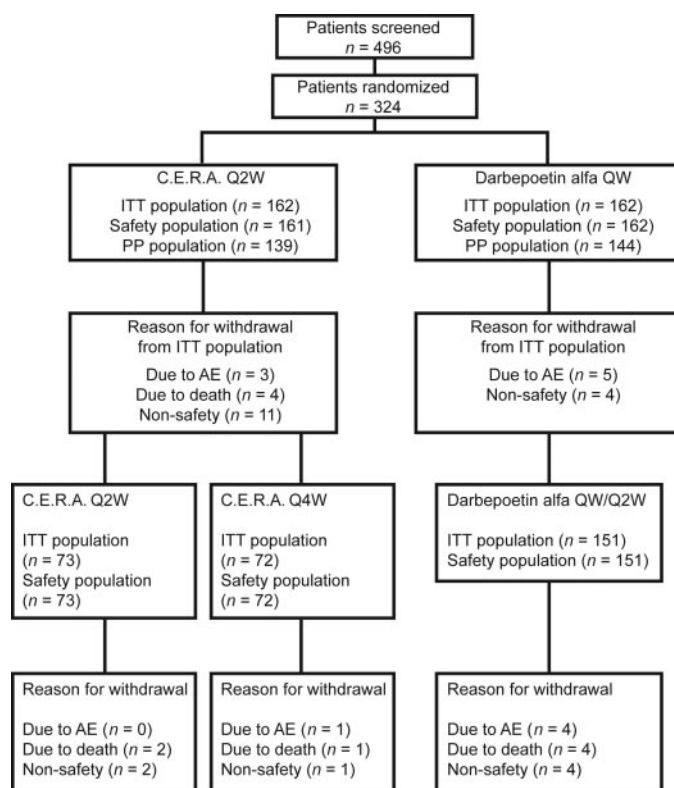 Patients screened
n = 496
Patients randomized
n = 324
C.E.R.A. Q2W
ITT population (n = 162)
Safety population (n = 161)
PP population (n = 139)
Darbepoetin alfa QW
ITT population (n = 162)
Safety population (n = 162)
PP population (n = 144)
Reason for withdrawal
from ITT population
Due to AE (n = 3)
Due to death (n = 4)
Non-safety (n = 11)
Reason for withdrawal
from ITT population
Due to AE (n = 5)
Non-safety (n = 4)
C.E.R.A. Q2W
ITT population
(n = 73)
Safety population
(n = 73)
C.E.R.A. Q4W
ITT population
(n = 72)
Safety population
(n = 72)
Darbepoetin alfa QW/Q2W
ITT population (n = 151)
Safety population (n = 151)
Reason for withdrawal
Due to AE (n = 0)
Due to death (n = 2)
Non-safety (n = 2)
Reason for withdrawal
Due to AE (n = 1)
Due to death (n = 1)
Non-safety (n = 1)
Reason for withdrawal
Due to AE (n = 4)
Due to death (n = 4)
Non-safety (n = 4)